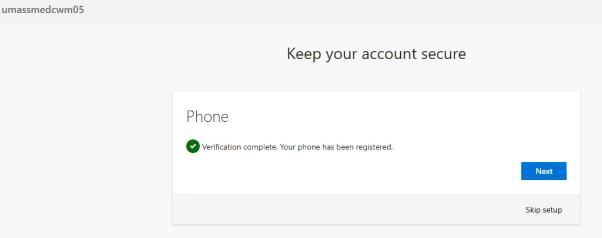 umassmedcwm05
Keep your account secure
Phone
Verification complete. Your phone has been registered.
Next
Skip setup